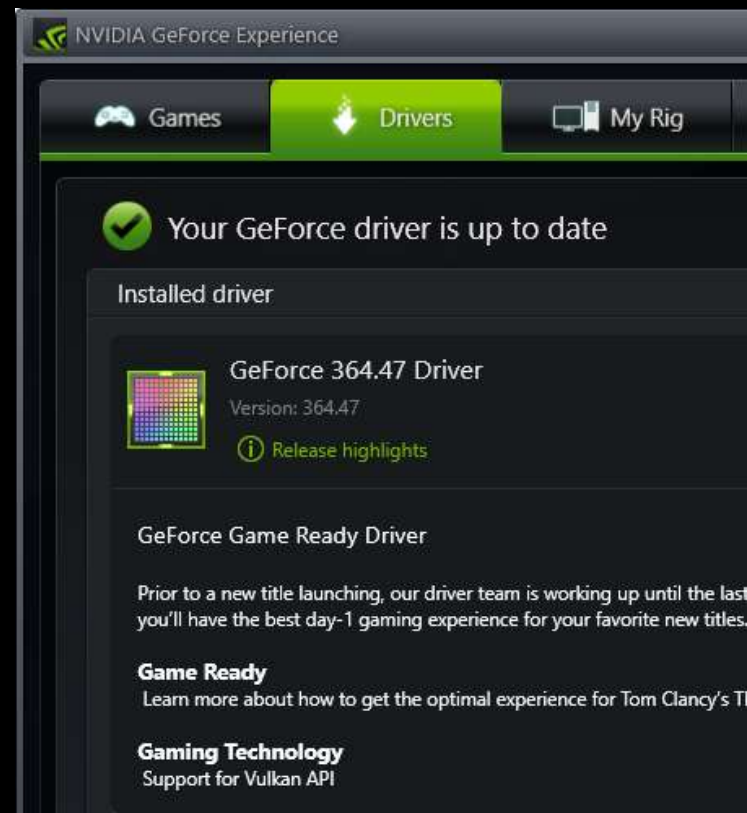 NVIDIA GeForce Experience
Games Drivers My Rig
Your GeForce driver is up to date
Installed driver
GeForce 364.47 Driver
Version: 364.47
Release highlights
GeForce Game Ready Driver
Prior to a new title launching, our driver team is working up until the last
you'll have the best day-1 gaming experience for your favorite new titles.
Game Ready
Learn more about how to get the optimal experience for Tom Clancy's
Gaming Technology
Support for Vulkan API